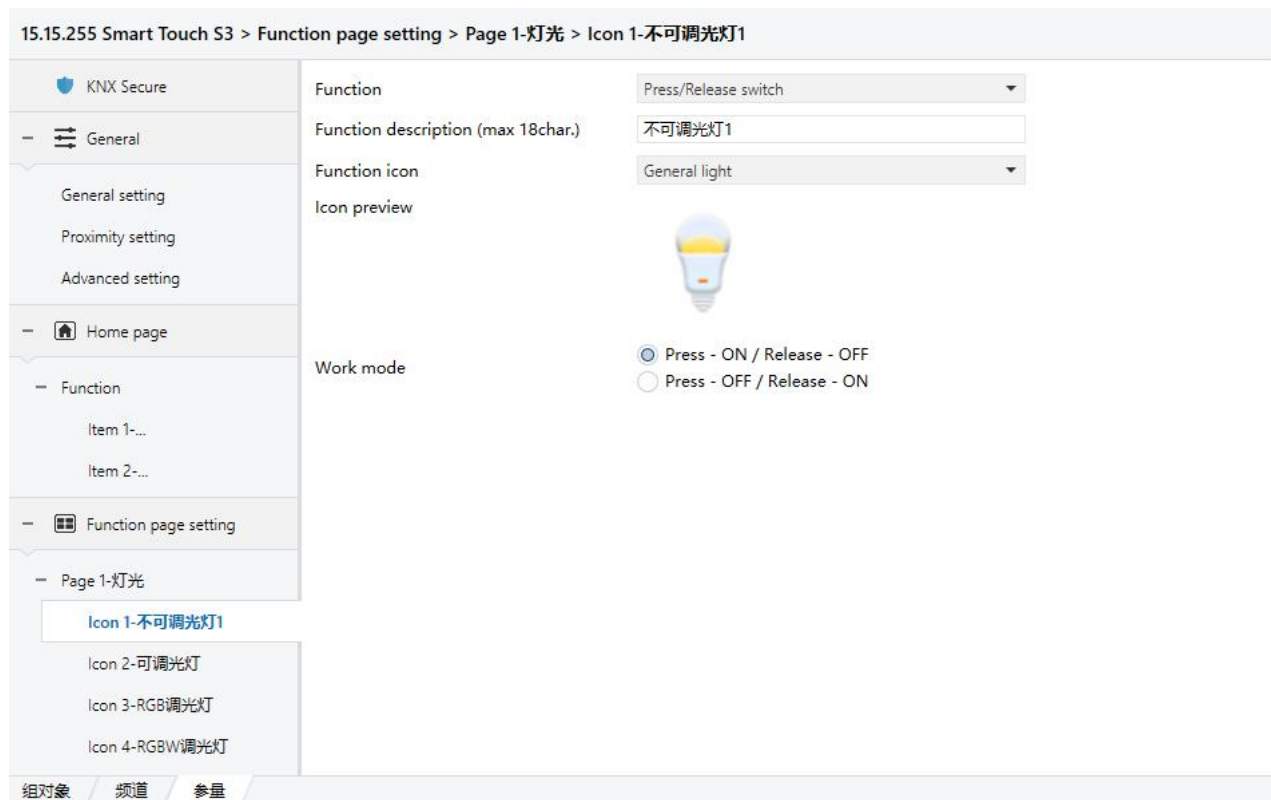 15.15.255 Smart Touch S3 > Function page setting > Page 1-灯光 > Icon 1-不可调光灯1
KNX Secure
General
General setting
Proximity setting
Advanced setting
Home page
Function
Item 1-...
Item 2-...
Function page setting
Page 1-灯光
Icon 1-不可调光灯1
Icon 2-可调光灯
Icon 3-RGB调光灯
Icon 4-RGBW调光灯
Function Press/Release switch
Function description (max 18char.) 不可调光灯1
Function icon General light
Icon preview
Work mode
Press - ON / Release - OFF
Press - OFF / Release - ON
组对象 频道 参量